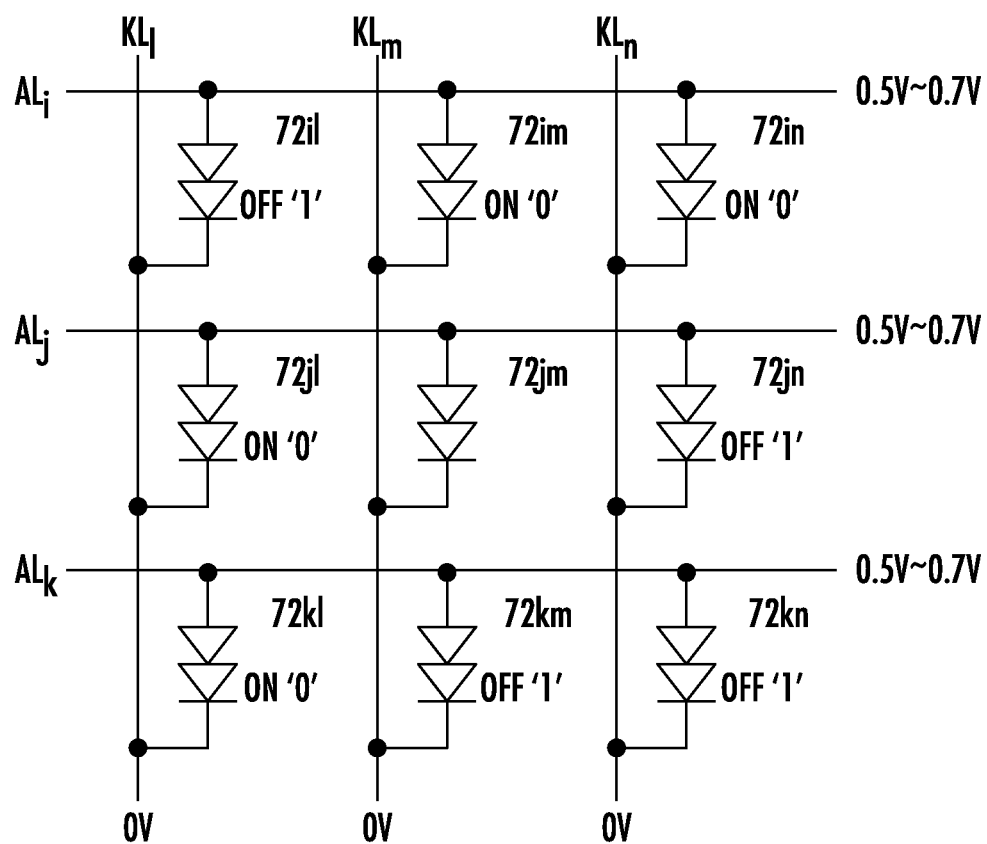 KLl KLm KLn
ALi 0.5V~0.7V
72il 72im 72in
OFF ‘1’ ON ‘0’ ON ‘0’
ALj 0.5V~0.7V
72jl 72jm 72jn
ON ‘0’ OFF ‘1’
ALk 0.5V~0.7V
72kl 72km 72kn
ON ‘0’ OFF ‘1’ OFF ‘1’
0V 0V 0V